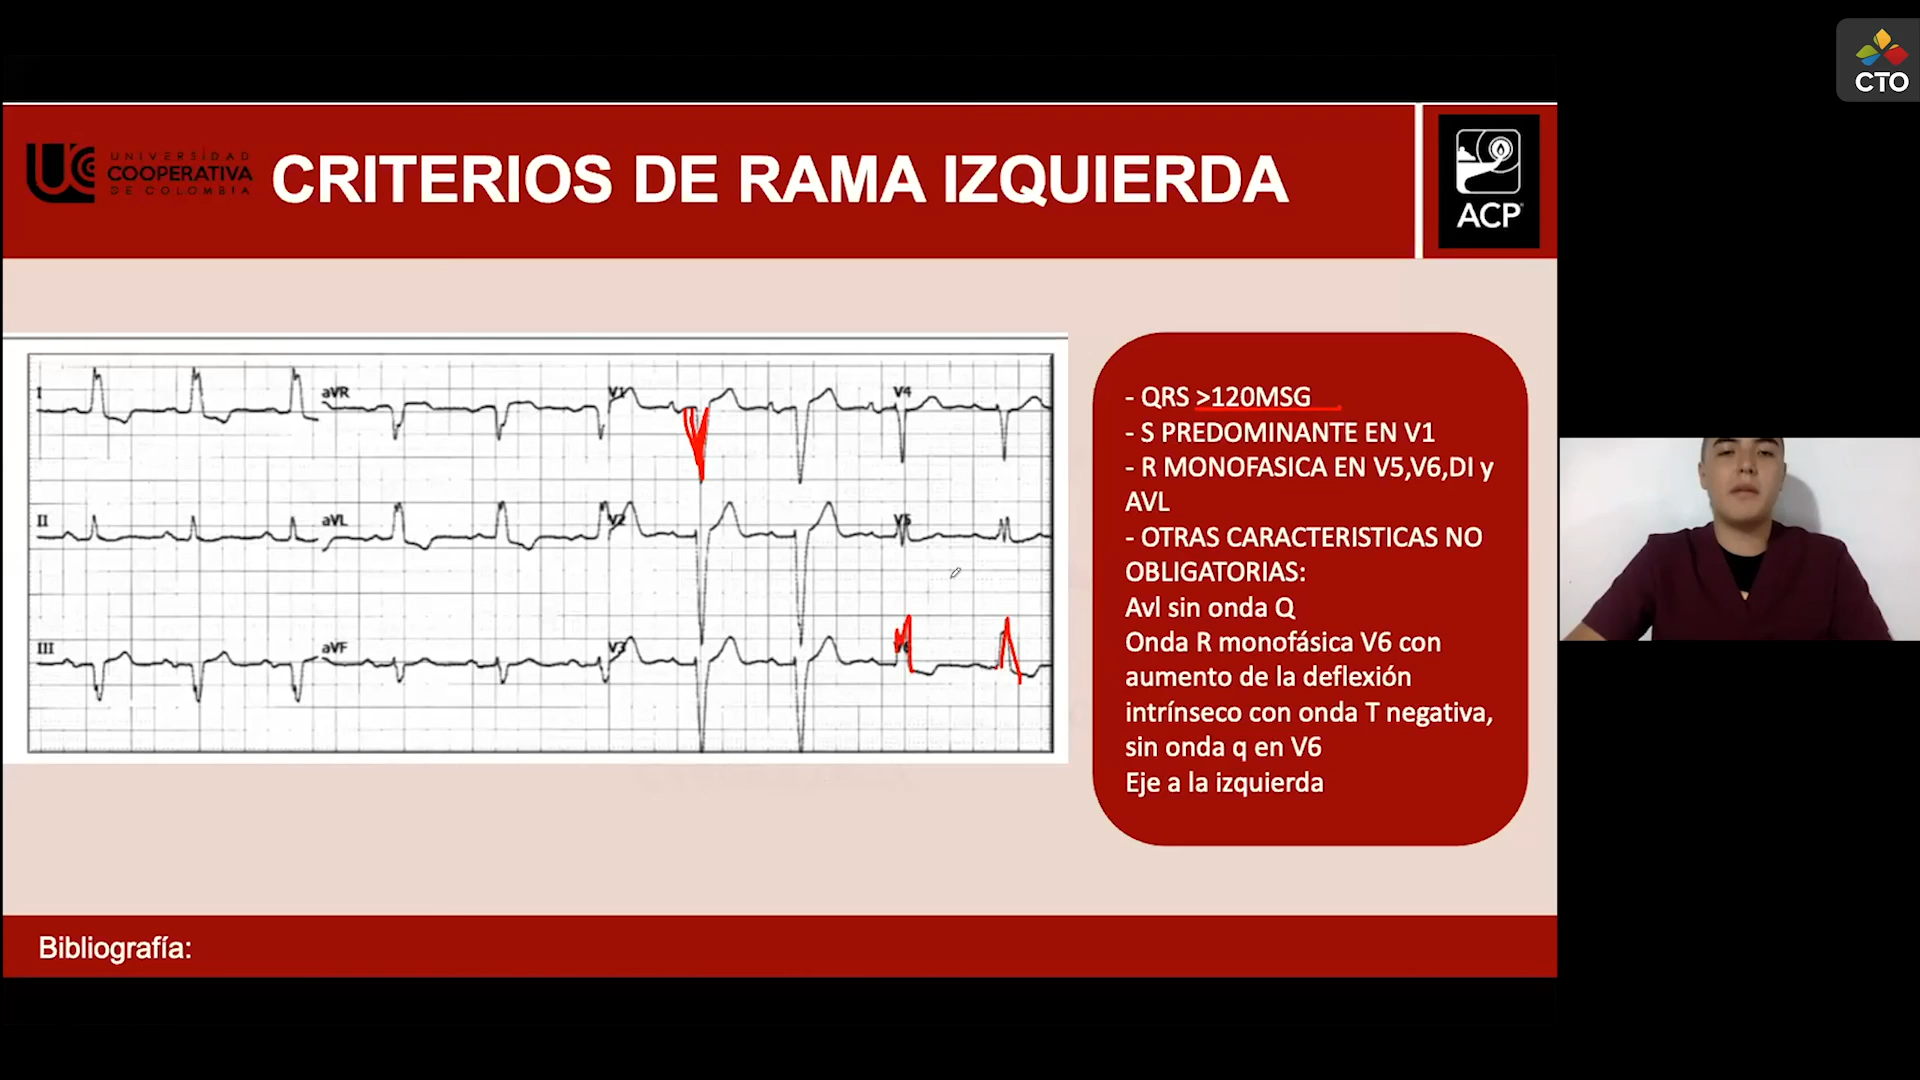 CTO
UNIVERSIDAD
COOPERATIVA
DE COLOMBIA
CRITERIOS DE RAMA IZQUIERDA
ACP
I
aVR
V1
V4
II
aVL
V2
V5
III
aVF
V3
- QRS >120MSG
- S PREDOMINANTE EN V1
- R MONOFASICA EN V5,V6,DI y
AVL
- OTRAS CARACTERISTICAS NO
OBLIGATORIAS:
Avl sin onda Q
Onda R monofásica V6 con
aumento de la deflexión
intrínseco con onda T negativa,
sin onda q en V6
Eje a la izquierda
Bibliografía: